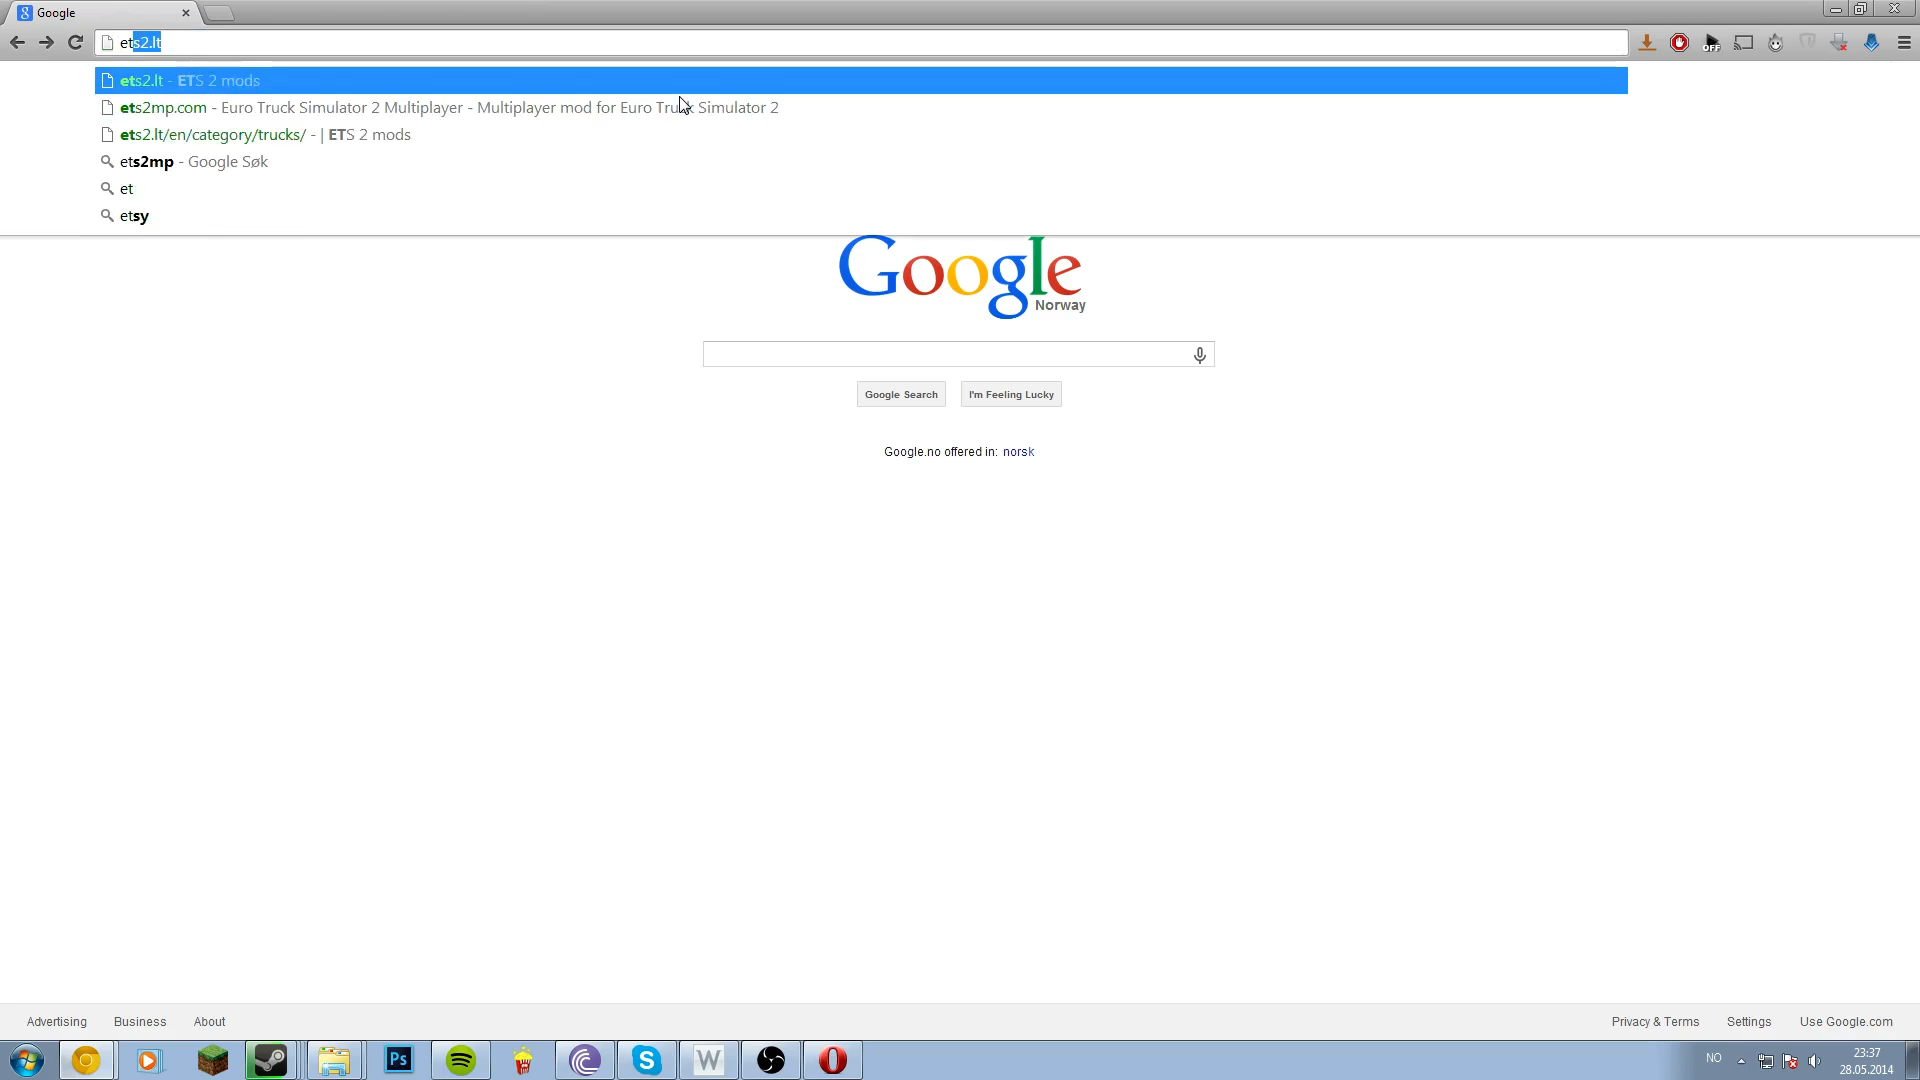 Google
ets2.lt
ets2.lt - ETS 2 mods
ets2mp.com - Euro Truck Simulator 2 Multiplayer - Multiplayer mod for Euro Truck Simulator 2
ets2.lt/en/category/trucks/ - | ETS 2 mods
ets2mp - Google Søk
et
etsy
Google
Norway
Google Search I'm Feeling Lucky
Google.no offered in: norsk
Advertising Business About Privacy & Terms Settings Use Google.com
NO 23:37
28.05.2014